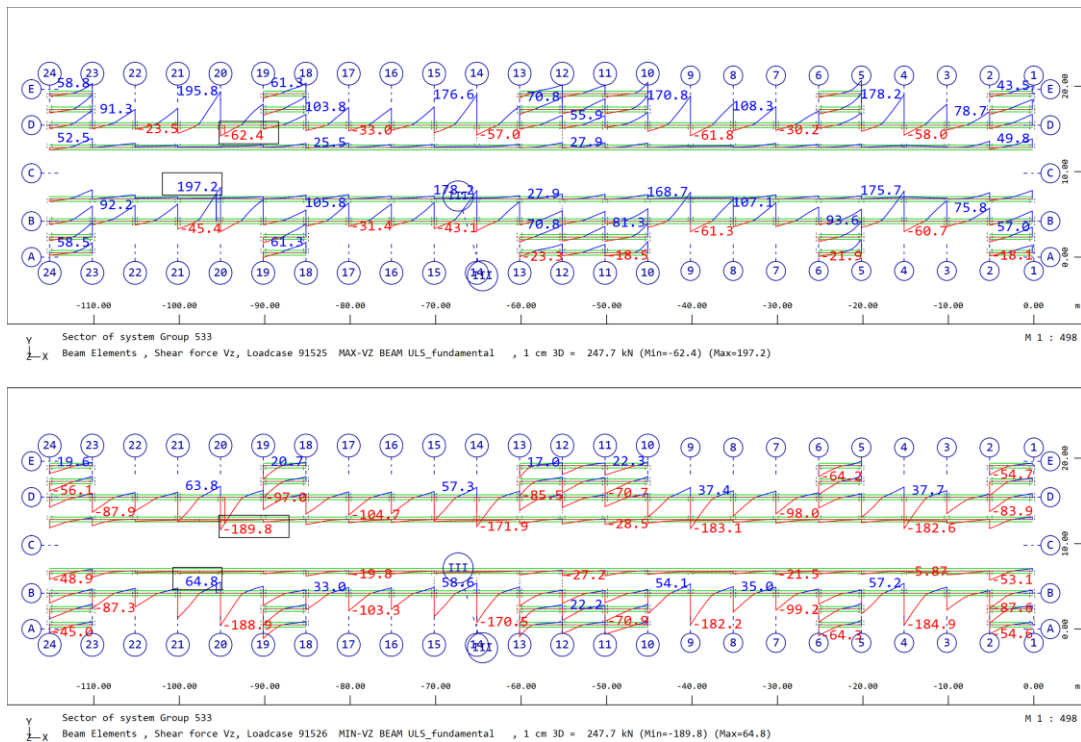 24 23 22 21 20 19 18 17 16 15 14 13 12 11 10 9 8 7 6 5 4 3 2 1
E 58.8 195.8 61.3 176.6 70.8 170.8 178.2 43.5 E
91.3 103.8 55.9 108.3 78.7
D -23.5 -62.4 -33.0 -57.0 -61.8 -30.2 -58.0 D
52.5 25.5 27.9 49.8
C C
197.2 178.2 III 27.9 168.7 175.7
92.2 105.8 107.1 75.8
B -45.4 -31.4 -43.1 70.8 -81.3 -61.3 93.6 -60.7 57.0 B
58.5 61.3
A -23.3 -18.5 -21.9 -18.1 A
24 23 22 21 20 19 18 17 16 15 14 III 13 12 11 10 9 8 7 6 5 4 3 2 1
20.00
10.00
0.00
-110.00 -100.00 -90.00 -80.00 -70.00 -60.00 -50.00 -40.00 -30.00 -20.00 -10.00 0.00 m
Y
Z X
Sector of system Group 533 M 1 : 498
Beam Elements , Shear force Vz, Loadcase 91525 MAX-VZ BEAM ULS_fundamental , 1 cm 3D = 247.7 kN (Min=-62.4) (Max=197.2)
24 23 22 21 20 19 18 17 16 15 14 13 12 11 10 9 8 7 6 5 4 3 2 1
E -19.6 20.7 17.0 22.3 E
-56.1 63.8 -97.0 57.3 -85.5 -70.7 37.4 -64.2 37.7 -54.7
D -87.9 -104.7 -98.0 -83.9 D
-189.8 -171.9 -28.5 -183.1 -182.6
C C
-48.9 64.8 -19.8 III -27.2 -21.5 -5.87 -53.1
33.0 58.6 54.1 35.0 57.2
B -87.3 -103.3 22.2 -99.2 -87.6 B
A -45.0 -188.9 -170.5 -70.9 -182.2 -64.3 -184.9 -54.6 A
24 23 22 21 20 19 18 17 16 15 14 III 13 12 11 10 9 8 7 6 5 4 3 2 1
20.00
10.00
0.00
-110.00 -100.00 -90.00 -80.00 -70.00 -60.00 -50.00 -40.00 -30.00 -20.00 -10.00 0.00 m
Y
Z X
Sector of system Group 533 M 1 : 498
Beam Elements , Shear force Vz, Loadcase 91526 MIN-VZ BEAM ULS_fundamental , 1 cm 3D = 247.7 kN (Min=-189.8) (Max=64.8)